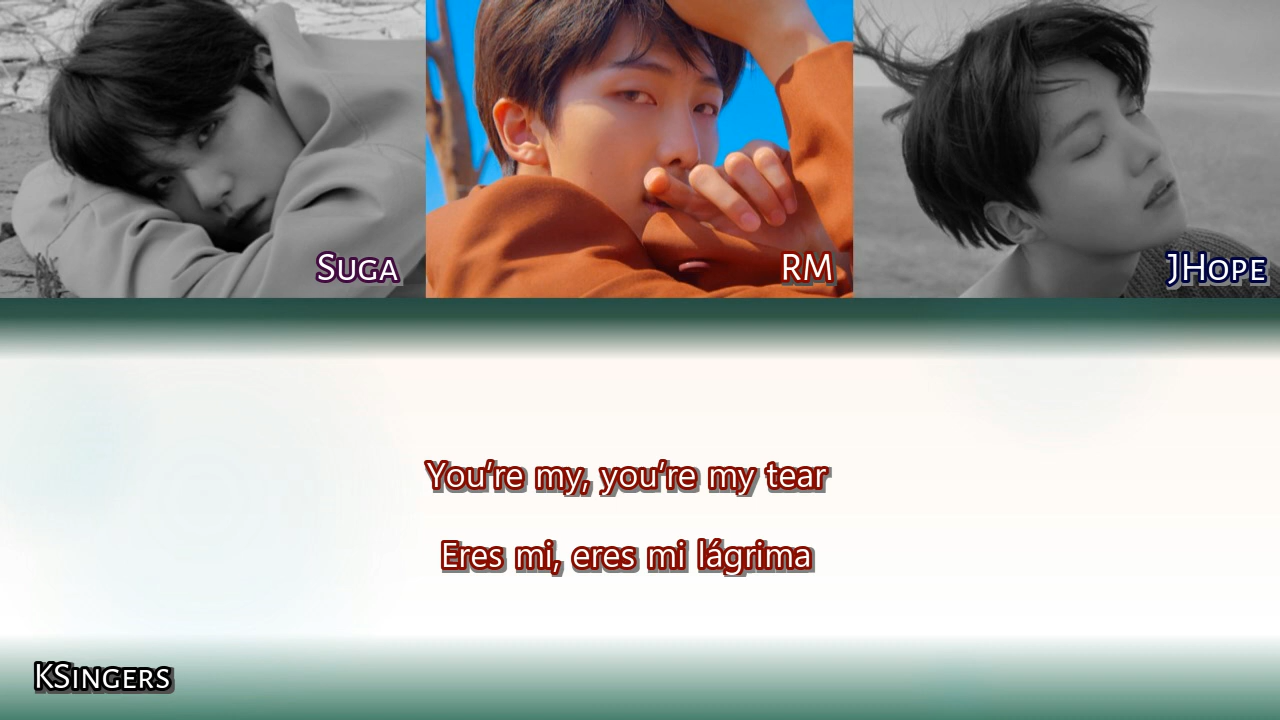 Suga
RM
JHope
You're my, you're my tear
Eres mi, eres mi lágrima
KSingers